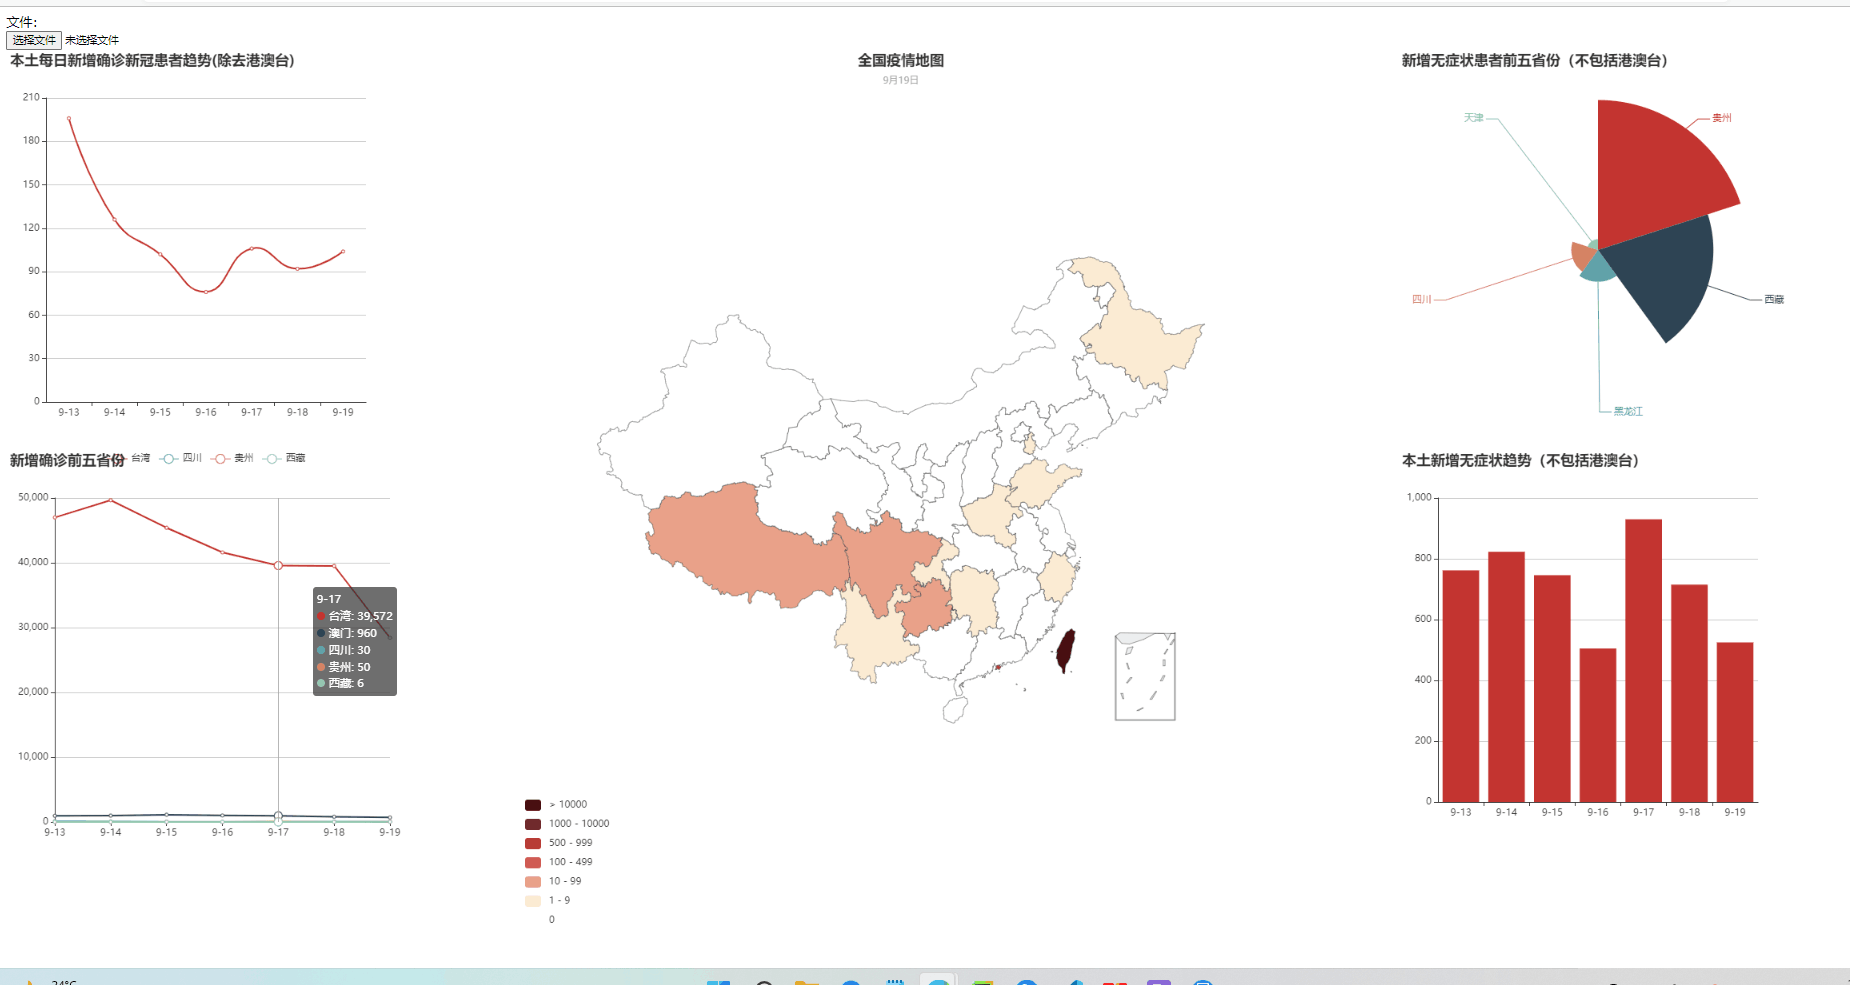 文件:
选择文件 未选择文件
本土每日新增确诊新冠患者趋势(除去港澳台)
210
180
150
120
90
60
30
0
9-13 9-14 9-15 9-16 9-17 9-18 9-19
新增确诊前五省份 台湾 四川 贵州 西藏
50,000
40,000
30,000
20,000
10,000
0
9-13 9-14 9-15 9-16 9-17 9-18 9-19
9-17
台湾: 39,572
澳门: 960
四川: 30
贵州: 50
西藏: 6
全国疫情地图
9月19日
> 10000
1000 - 10000
500 - 999
100 - 499
10 - 99
1 - 9
0
新增无症状患者前五省份（不包括港澳台）
天津
贵州
四川
西藏
黑龙江
本土新增无症状趋势（不包括港澳台）
1,000
800
600
400
200
0
9-13 9-14 9-15 9-16 9-17 9-18 9-19